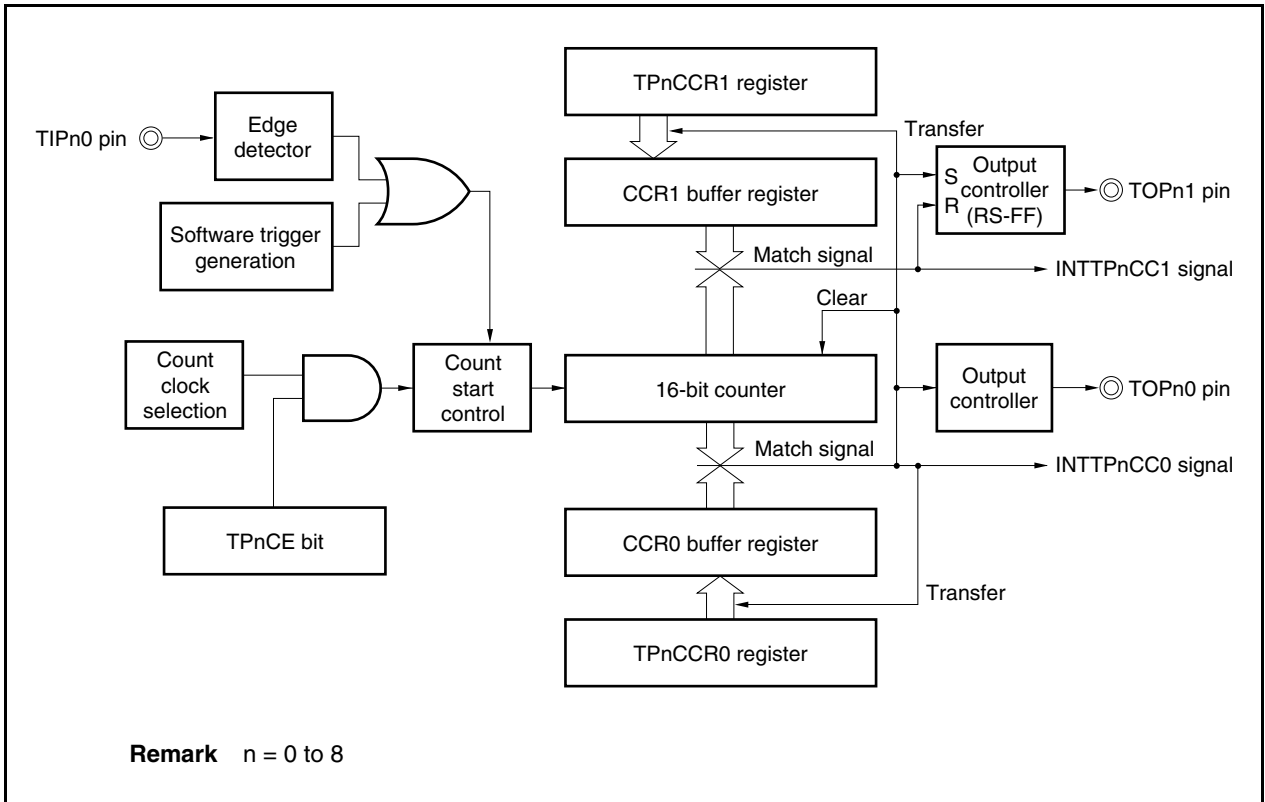 TPnCCR1 register
TIPn0 pin
Edge
detector
Transfer
CCR1 buffer register
S
R
Output
controller
(RS-FF)
TOPn1 pin
Software trigger
generation
Match signal
INTTPnCC1 signal
Clear
Count
clock
selection
Count
start
control
16-bit counter
Output
controller
TOPn0 pin
Match signal
INTTPnCC0 signal
TPnCE bit
CCR0 buffer register
Transfer
TPnCCR0 register
Remark n = 0 to 8